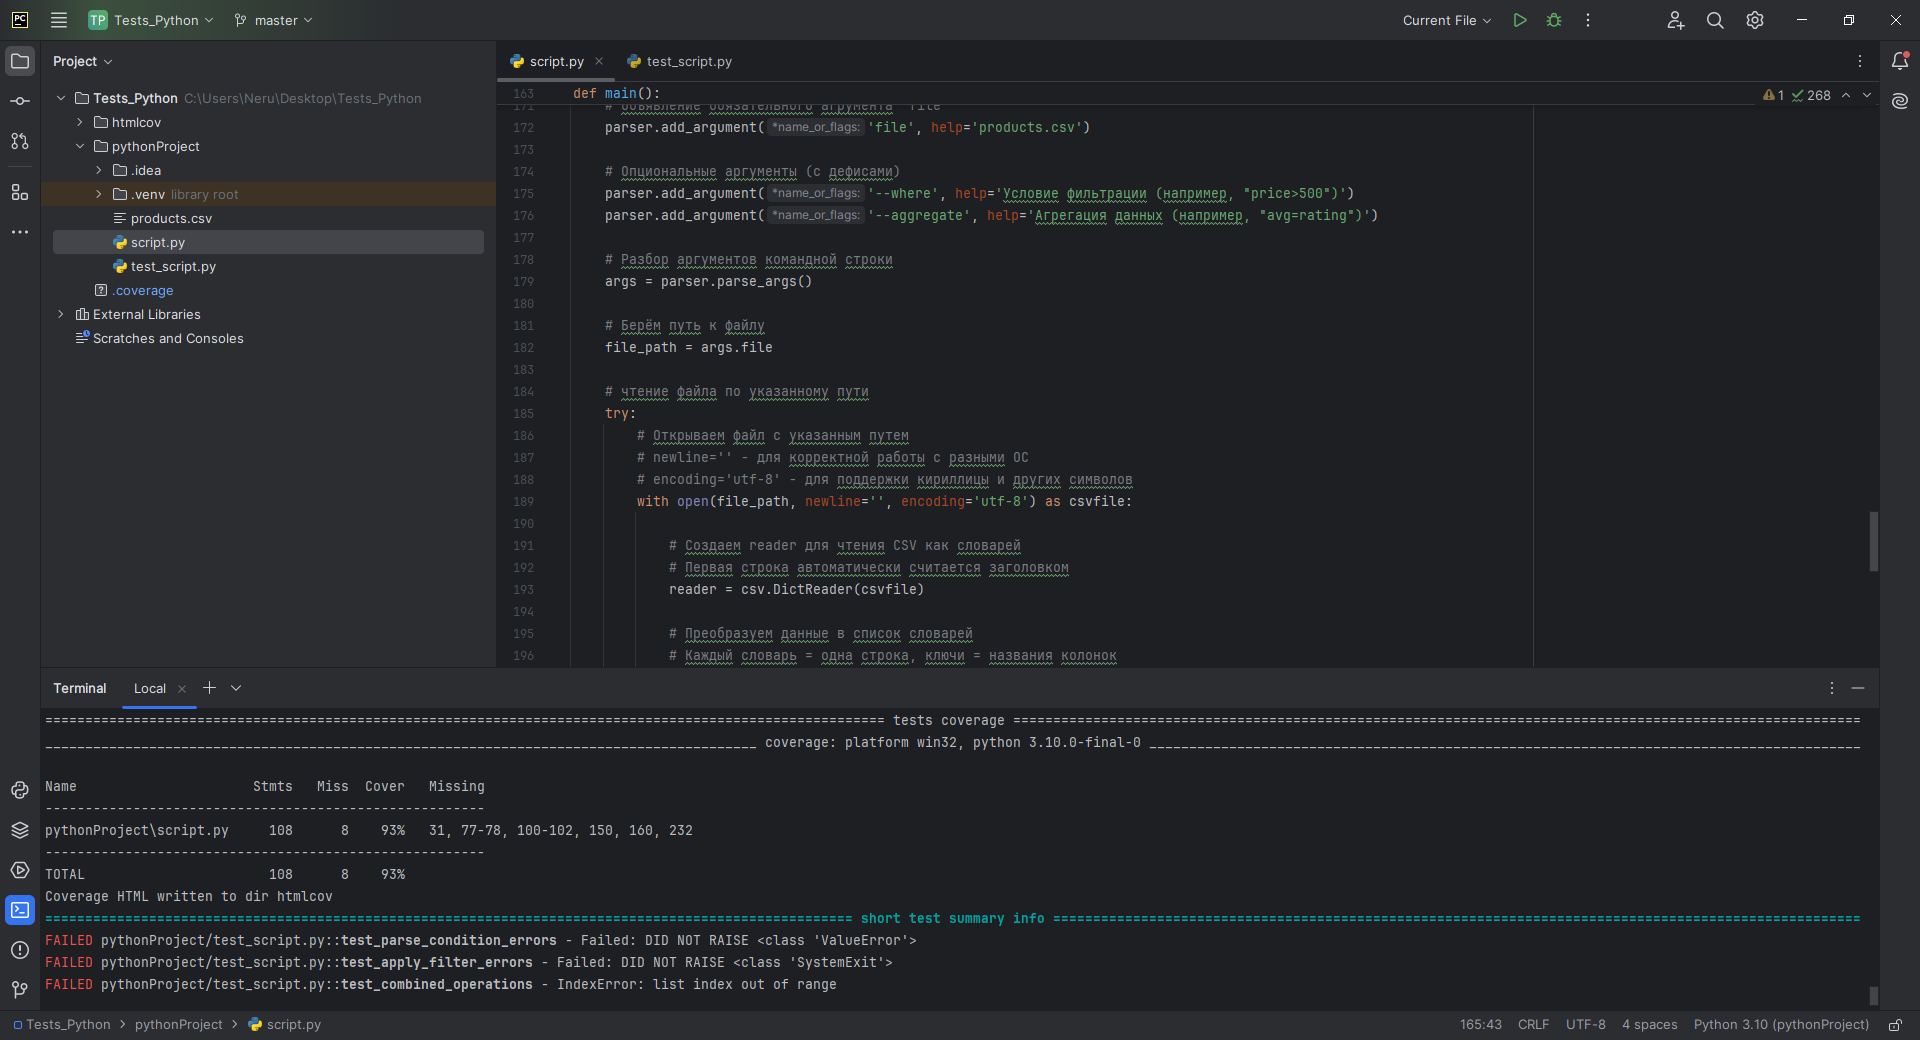 PC TP Tests_Python master Current File
Project
Tests_Python C:\Users\Neru\Desktop\Tests_Python
htmlcov
pythonProject
.idea
.venv library root
products.csv
script.py
test_script.py
.coverage
External Libraries
Scratches and Consoles
script.py test_script.py
163 def main():
1 268
171 # Объявление обязательного аргумента 'file'
172 parser.add_argument( *name_or_flags: 'file', help='products.csv')
173
174 # Опциональные аргументы (с дефисами)
175 parser.add_argument( *name_or_flags: '--where', help='Условие фильтрации (например, "price>500")')
176 parser.add_argument( *name_or_flags: '--aggregate', help='Агрегация данных (например, "avg=rating")')
177
178 # Разбор аргументов командной строки
179 args = parser.parse_args()
180
181 # Берём путь к файлу
182 file_path = args.file
183
184 # чтение файла по указанному пути
185 try:
186 # Открываем файл с указанным путем
187 # newline='' - для корректной работы с разными ОС
188 # encoding='utf-8' - для поддержки кириллицы и других символов
189 with open(file_path, newline='', encoding='utf-8') as csvfile:
190
191 # Создаем reader для чтения CSV как словарей
192 # Первая строка автоматически считается заголовком
193 reader = csv.DictReader(csvfile)
194
195 # Преобразуем данные в список словарей
196 # Каждый словарь = одна строка, ключи = названия колонок
Terminal Local
tests coverage
coverage: platform win32, python 3.10.0-final-0
Name Stmts Miss Cover Missing
pythonProject\script.py 108 8 93% 31, 77-78, 100-102, 150, 160, 232
TOTAL 108 8 93%
Coverage HTML written to dir htmlcov
short test summary info
FAILED pythonProject/test_script.py::test_parse_condition_errors - Failed: DID NOT RAISE <class 'ValueError'>
FAILED pythonProject/test_script.py::test_apply_filter_errors - Failed: DID NOT RAISE <class 'SystemExit'>
FAILED pythonProject/test_script.py::test_combined_operations - IndexError: list index out of range
Tests_Python > pythonProject > script.py 165:43 CRLF UTF-8 4 spaces Python 3.10 (pythonProject)